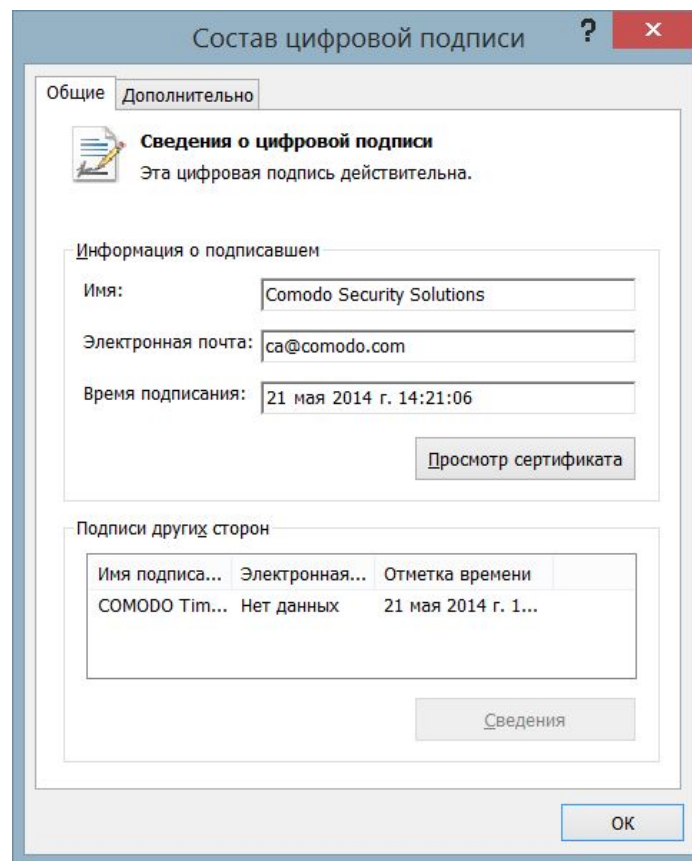 Состав цифровой подписи
Общие Дополнительно
Сведения о цифровой подписи
Эта цифровая подпись действительна.
Информация о подписавшем
Имя: Comodo Security Solutions
Электронная почта: ca@comodo.com
Время подписания: 21 мая 2014 г. 14:21:06
Просмотр сертификата
Подписи других сторон
Имя подписа... Электронная... Отметка времени
COMODO Tim... Нет данных 21 мая 2014 г. 1...
Сведения
ОК